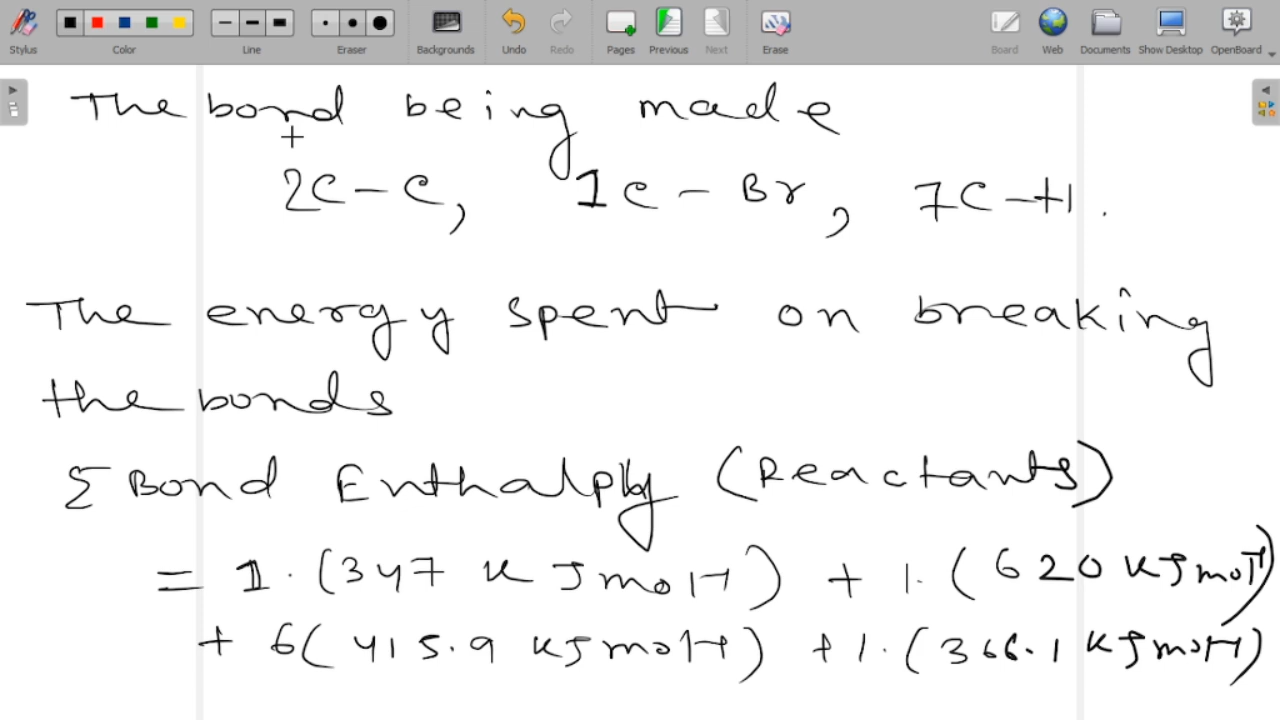 Stylus Color Line Eraser Backgrounds Undo Redo Pages Previous Next Erase Board Web Documents Show Desktop OpenBoard
The bond being made
2C-C, 1C-Br, 7C-H.
The energy spent on breaking
the bonds
Σ Bond Enthalpy (Reactants)
= 1.(347 KJmol-1) + 1.(620 KJmol-1)
+ 6(415.9 KJmol-1) + 1.(366.1 KJmol-1)